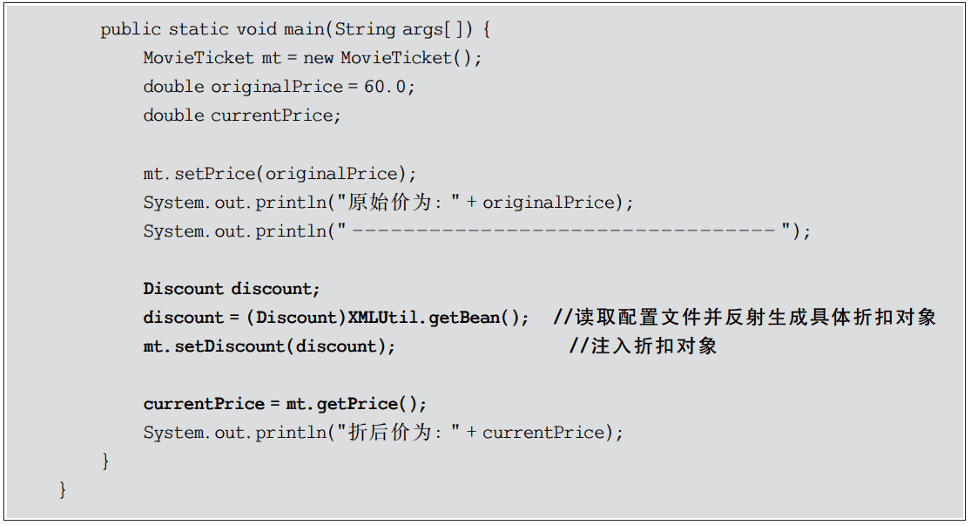 public static void main(String args[]) {
MovieTicket mt = new MovieTicket();
double originalPrice = 60.0;
double currentPrice;
mt.setPrice(originalPrice);
System.out.println("原始价为:" + originalPrice);
System.out.println("---------------------------------");
Discount discount;
discount = (Discount)XMLUtil.getBean(); //读取配置文件并反射生成具体折扣对象
mt.setDiscount(discount); //注入折扣对象
currentPrice = mt.getPrice();
System.out.println("折后价为:" + currentPrice);
}
}